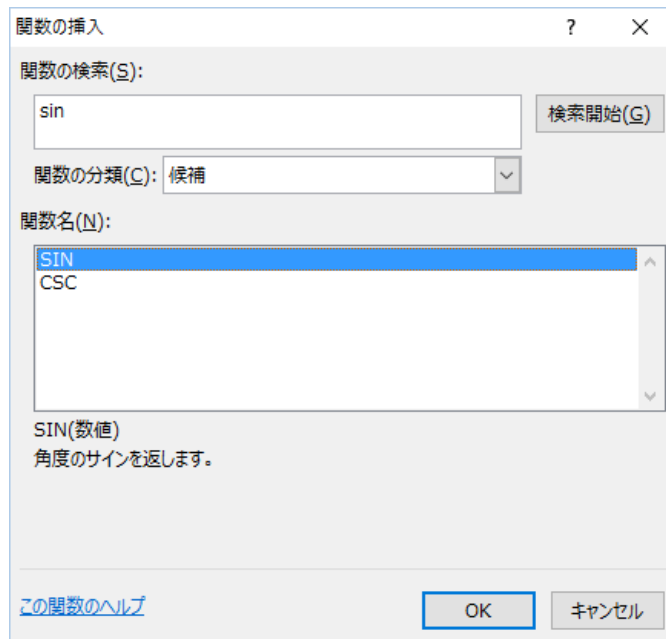 関数の挿入
関数の検索(S):
sin
検索開始(G)
関数の分類(C): 候補
関数名(N):
SIN
CSC
SIN(数値)
角度のサインを返します。
この関数のヘルプ
OK
キャンセル